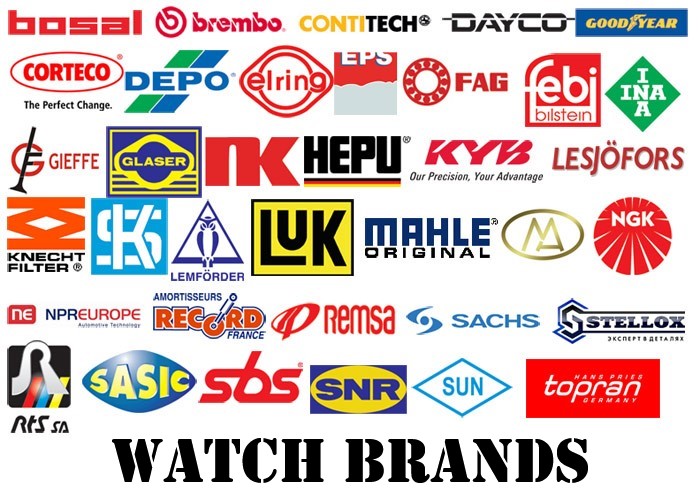 bosal brembo. CONTITECH DAYCO GOODYEAR
CORTECO®
The Perfect Change.
DEPO® elring EPS FAG febi
bilstein
INA
INA
GIEFFE GLASER NK HEPU® KYB
Our Precision, Your Advantage
LESJÖFORS
KNECHT
FILTER®
KS
LEMFÖRDER
LUK
MAHLE®
ORIGINAL
MA
NGK
NE NPREUROPE
Automotive Technology
AMORTISSEURS
RECORD
FRANCE
REMSA SACHS STELLOX
ЭКСПЕРТ В ДЕТАЛЯХ
RTS SA
SASIC sbs® SNR SUN
HANS PRIES
topran
GERMANY
WATCH BRANDS